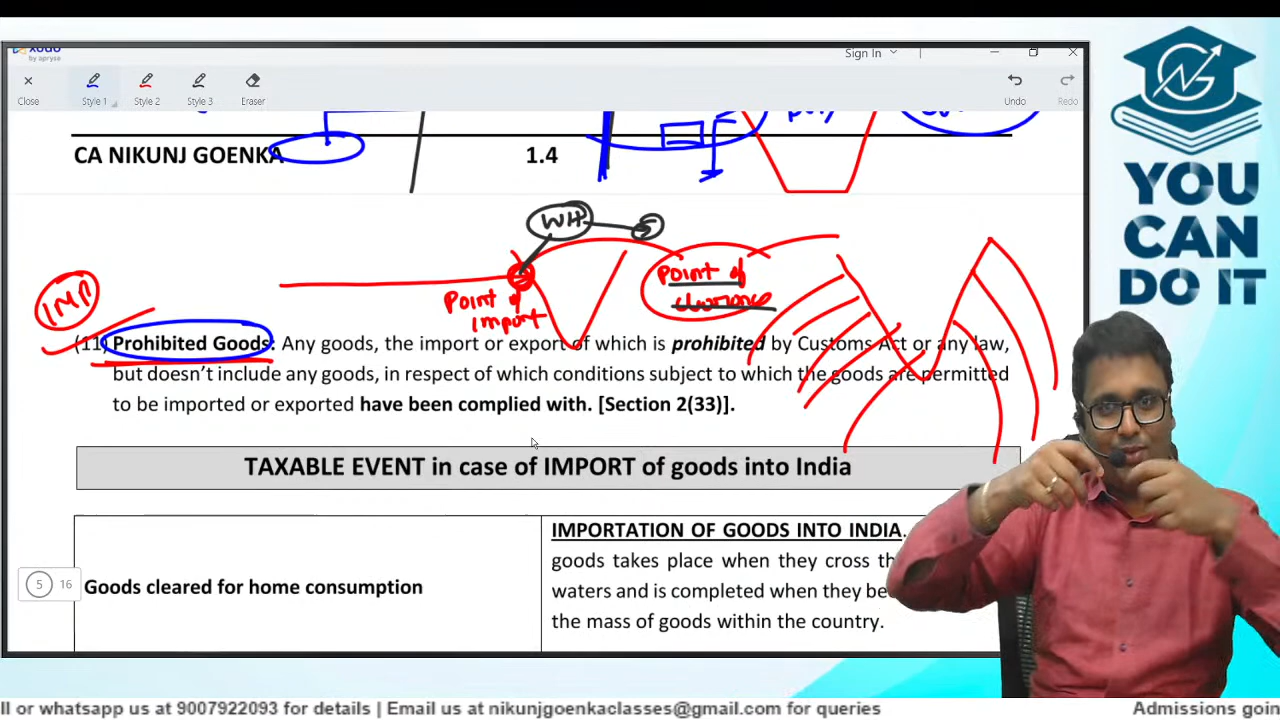 xodo
by apryse
Sign In
Close
Style 1
Style 2
Style 3
Eraser
Undo
Redo
CA NIKUNJ GOENKA
1.4
WH
Point of
import
Point of
clearance
IMP
(11) Prohibited Goods: Any goods, the import or export of which is prohibited by Customs Act or any law,
but doesn't include any goods, in respect of which conditions subject to which the goods are permitted
to be imported or exported have been complied with. [Section 2(33)].
TAXABLE EVENT in case of IMPORT of goods into India
Goods cleared for home consumption
IMPORTATION OF GOODS INTO INDIA.
goods takes place when they cross
waters and is completed when they
the mass of goods within the country.
5 16
YOU
CAN
DO IT
ll or whatsapp us at 9007922093 for details | Email us at nikunjgoenkaclasses@gmail.com for queries
Admissions